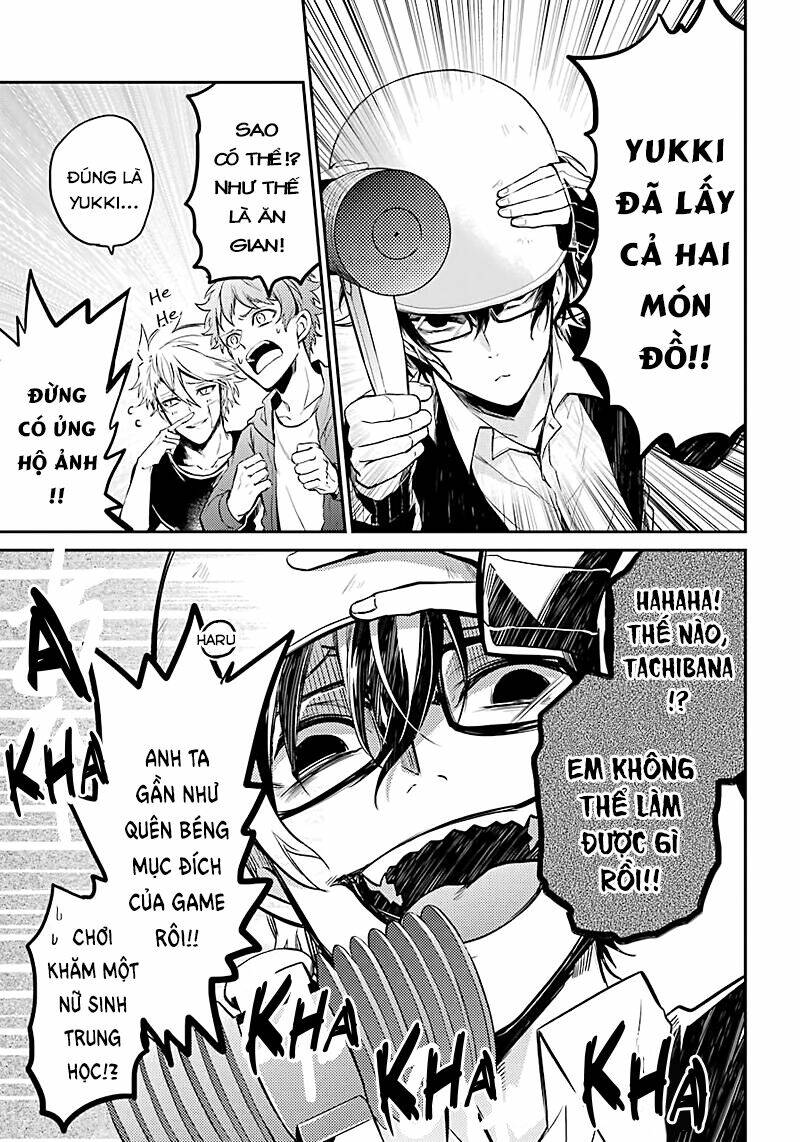 YUKKI
ĐÃ LẤY
CẢ HAI
MÓN
ĐỒ!!
SAO
CÓ THỂ!?
NHƯ THẾ
LÀ ĂN
GIAN!
ĐÚNG LÀ
YUKKI...
He
He
ĐỪNG
CÓ ỦNG
HỘ ẢNH
!!
HAHAHA!
THẾ NÀO,
TACHIBANA
!?
EM KHÔNG
THỂ LÀM
ĐƯỢC GÌ
RỒI!!
HARU
ANH TA
GẦN NHƯ
QUÊN BÉNG
MỤC ĐÍCH
CỦA GAME
RÔI!!
CHƠI
KHĂM MỘT
NỮ SINH
TRUNG
HỌC!?
A
KHA
KHA
KHA
KHA